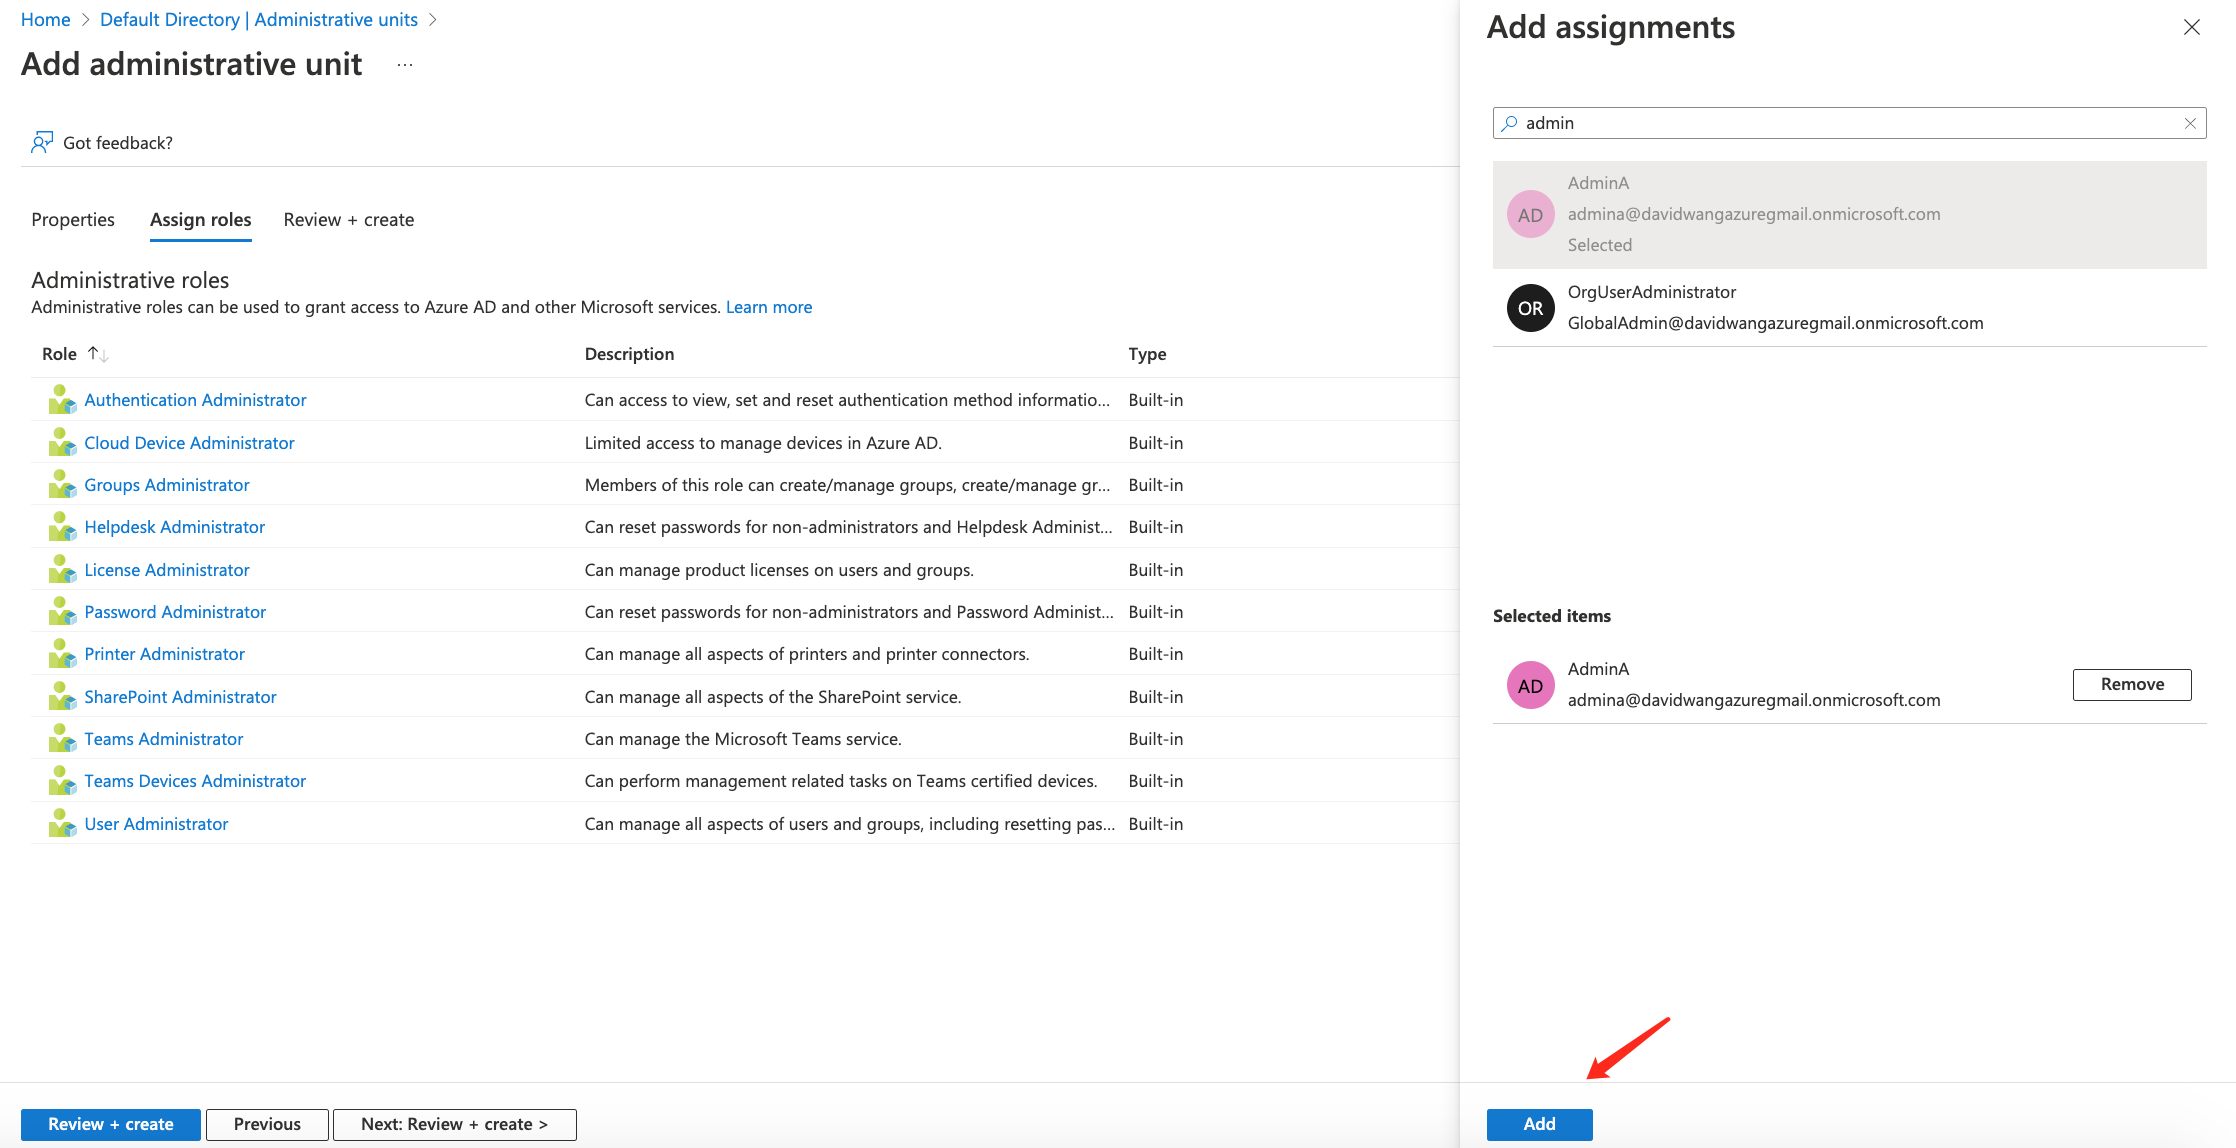 Home > Default Directory | Administrative units >
Add administrative unit ...
Got feedback?
Properties Assign roles Review + create
Administrative roles
Administrative roles can be used to grant access to Azure AD and other Microsoft services. Learn more
Role ↑↓ Description Type
Authentication Administrator Can access to view, set and reset authentication method informatio... Built-in
Cloud Device Administrator Limited access to manage devices in Azure AD. Built-in
Groups Administrator Members of this role can create/manage groups, create/manage gr... Built-in
Helpdesk Administrator Can reset passwords for non-administrators and Helpdesk Administ... Built-in
License Administrator Can manage product licenses on users and groups. Built-in
Password Administrator Can reset passwords for non-administrators and Password Administ... Built-in
Printer Administrator Can manage all aspects of printers and printer connectors. Built-in
SharePoint Administrator Can manage all aspects of the SharePoint service. Built-in
Teams Administrator Can manage the Microsoft Teams service. Built-in
Teams Devices Administrator Can perform management related tasks on Teams certified devices. Built-in
User Administrator Can manage all aspects of users and groups, including resetting pas... Built-in
Review + create Previous Next: Review + create >
Add assignments
admin
AD
AdminA
admina@davidwangazuregmail.onmicrosoft.com
Selected
OR
OrgUserAdministrator
GlobalAdmin@davidwangazuregmail.onmicrosoft.com
Selected items
AD
AdminA
admina@davidwangazuregmail.onmicrosoft.com
Remove
Add